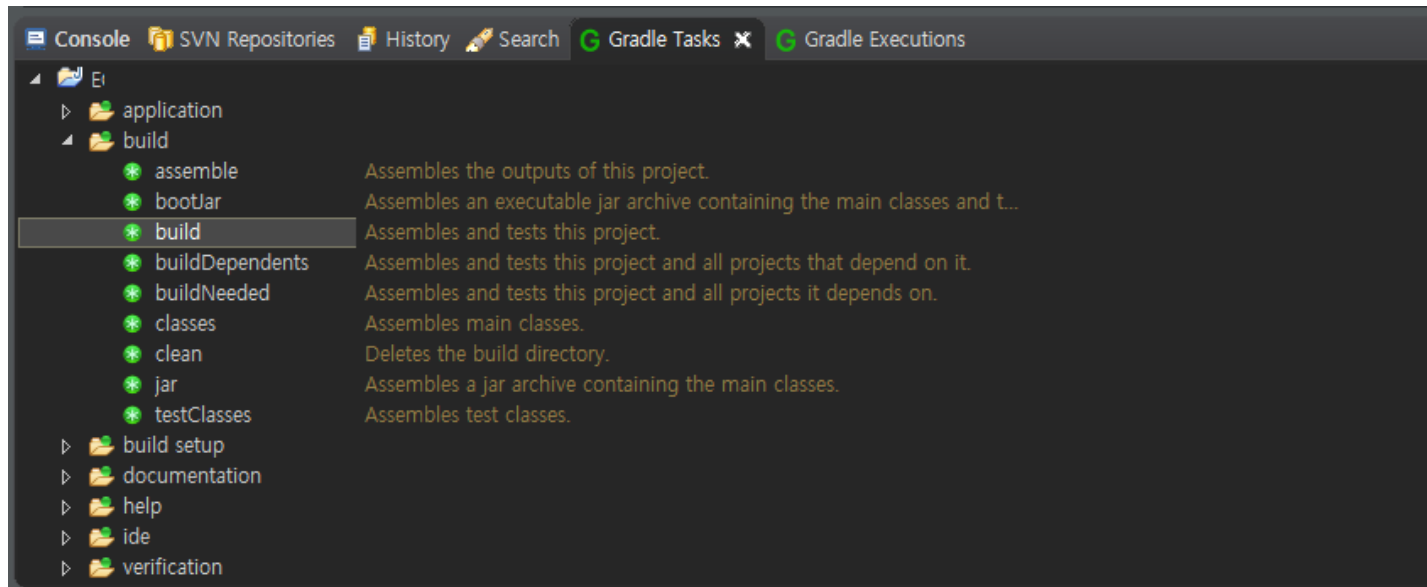 Console SVN Repositories History Search Gradle Tasks Gradle Executions
application
build
assemble Assembles the outputs of this project.
bootJar Assembles an executable jar archive containing the main classes and t...
build Assembles and tests this project.
buildDependents Assembles and tests this project and all projects that depend on it.
buildNeeded Assembles and tests this project and all projects it depends on.
classes Assembles main classes.
clean Deletes the build directory.
jar Assembles a jar archive containing the main classes.
testClasses Assembles test classes.
build setup
documentation
help
ide
verification